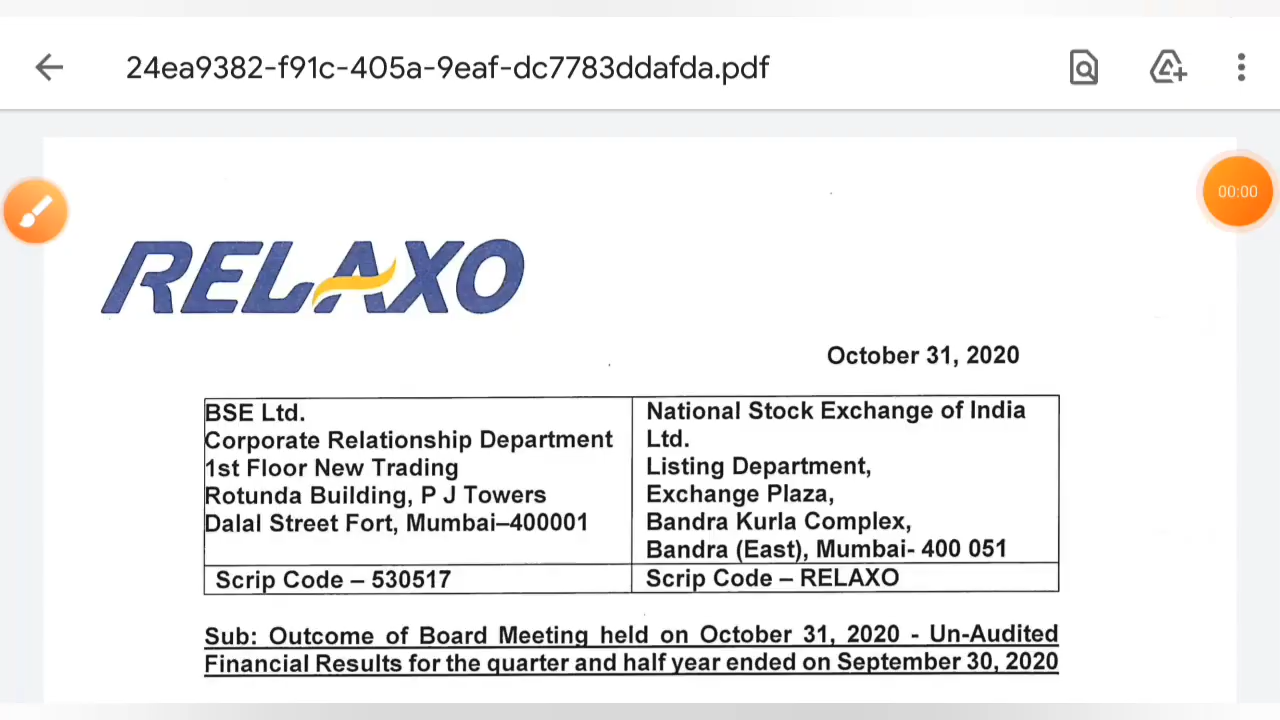 24ea9382-f91c-405a-9eaf-dc7783ddafda.pdf
00:00
RELAXO
October 31, 2020
BSE Ltd.
Corporate Relationship Department
1st Floor New Trading
Rotunda Building, P J Towers
Dalal Street Fort, Mumbai–400001
National Stock Exchange of India
Ltd.
Listing Department,
Exchange Plaza,
Bandra Kurla Complex,
Bandra (East), Mumbai- 400 051
Scrip Code – 530517
Scrip Code – RELAXO
Sub: Outcome of Board Meeting held on October 31, 2020 - Un-Audited
Financial Results for the quarter and half year ended on September 30, 2020